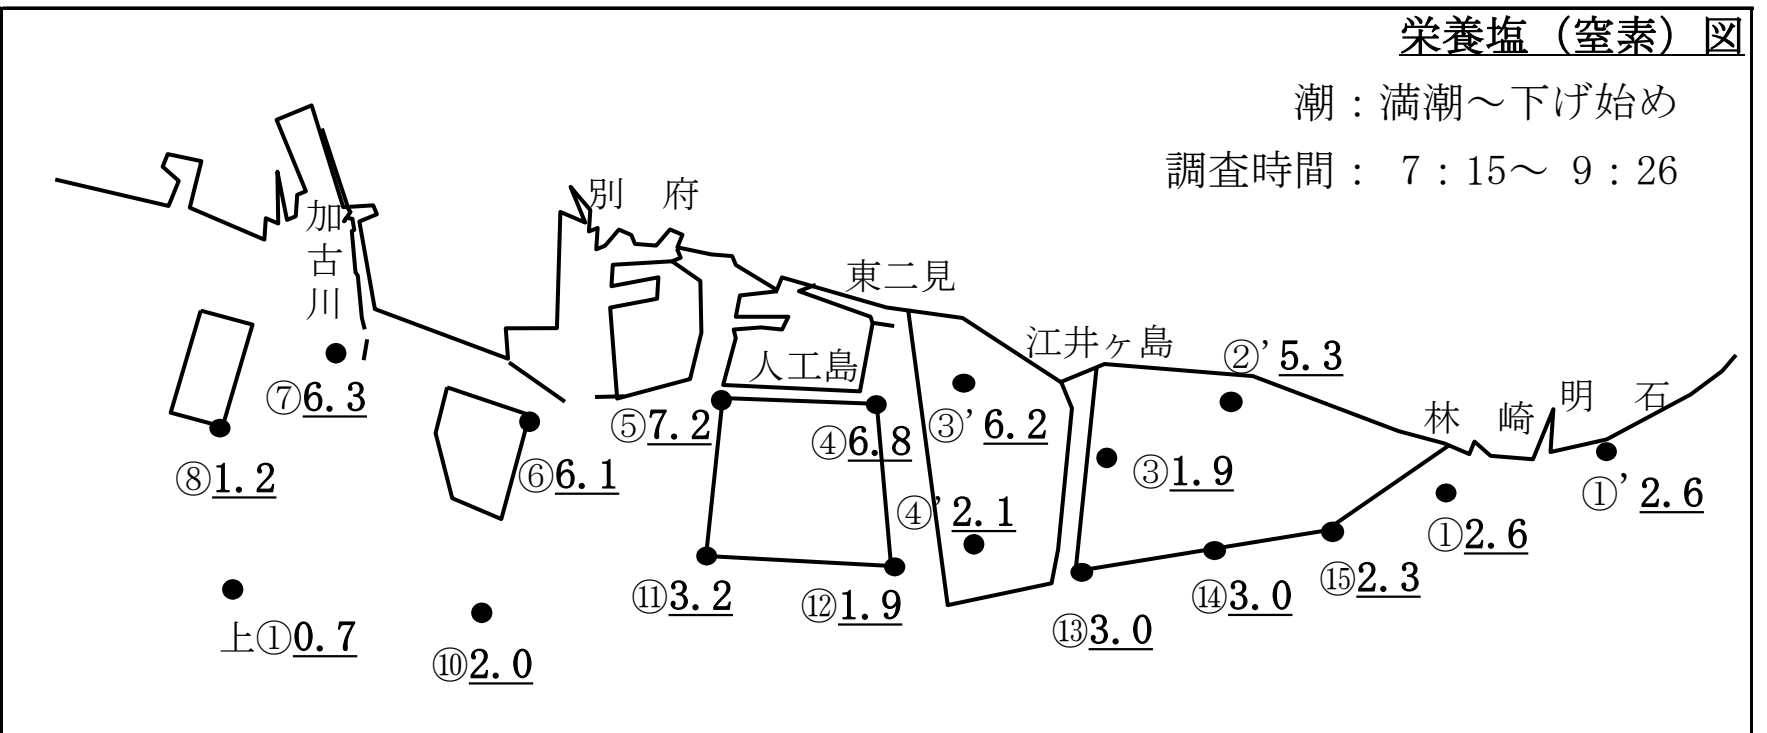 栄養塩（窒素）図
潮：満潮～下げ始め
調査時間： 7：15～ 9：26
別 府
加古川
東二見
江井ヶ島
②’5.3
人工島
明 石
林 崎
⑦6.3
⑤7.2
④6.8
③’6.2
⑧1.2
⑥6.1
③1.9
①’2.6
④’2.1
①2.6
⑪3.2
⑫1.9
⑭3.0
⑮2.3
上①0.7
⑩2.0
⑬3.0